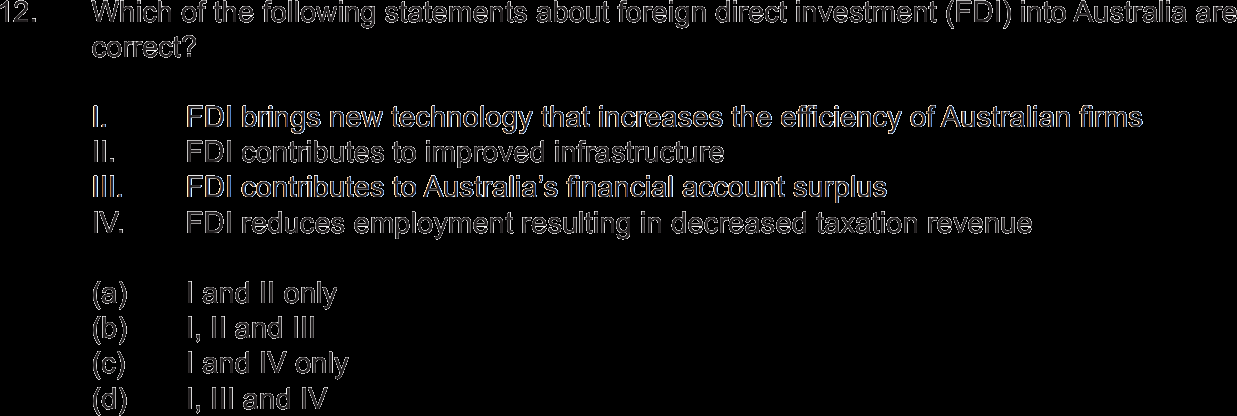 12. Which of the following statements about foreign direct investment (FDI) into Australia are
correct?
I. FDI brings new technology that increases the efficiency of Australian firms
II. FDI contributes to improved infrastructure
III. FDI contributes to Australia's financial account surplus
IV. FDI reduces employment resulting in decreased taxation revenue
(a) I and II only
(b) I, II and III
(c) I and IV only
(d) I, III and IV